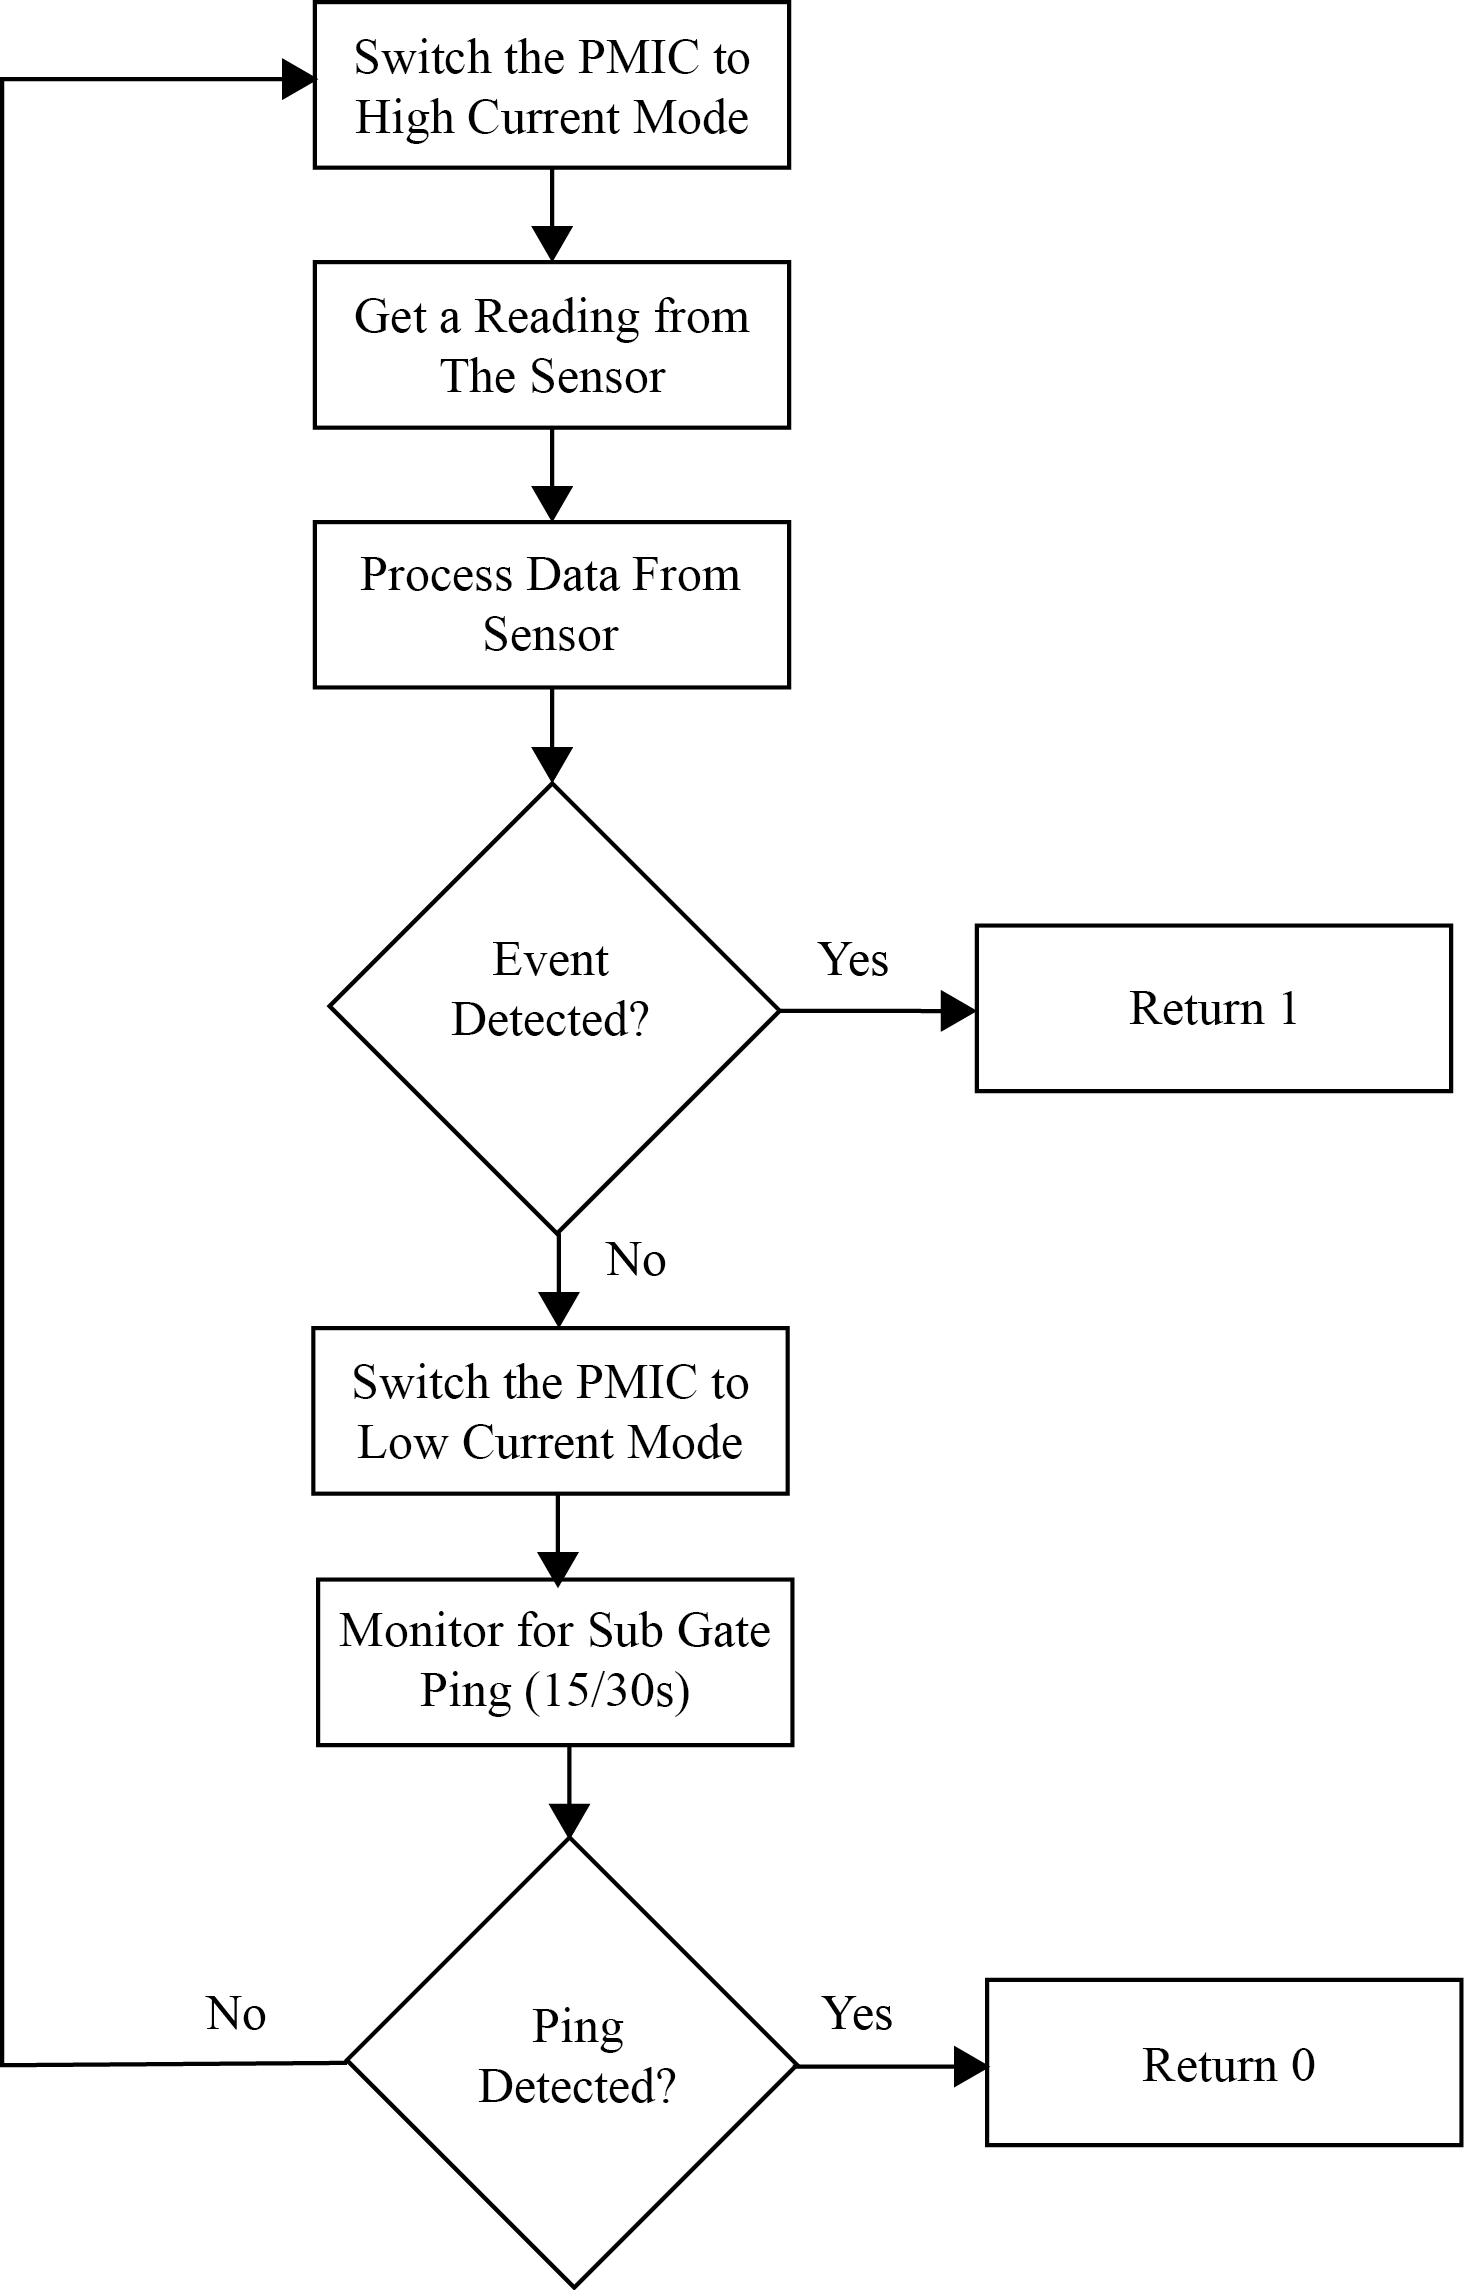 Switch the PMIC to
High Current Mode
Get a Reading from
The Sensor
Process Data From
Sensor
Event
Detected?
Yes
Return 1
No
Switch the PMIC to
Low Current Mode
Monitor for Sub Gate
Ping (15/30s)
No
Ping
Detected?
Yes
Return 0